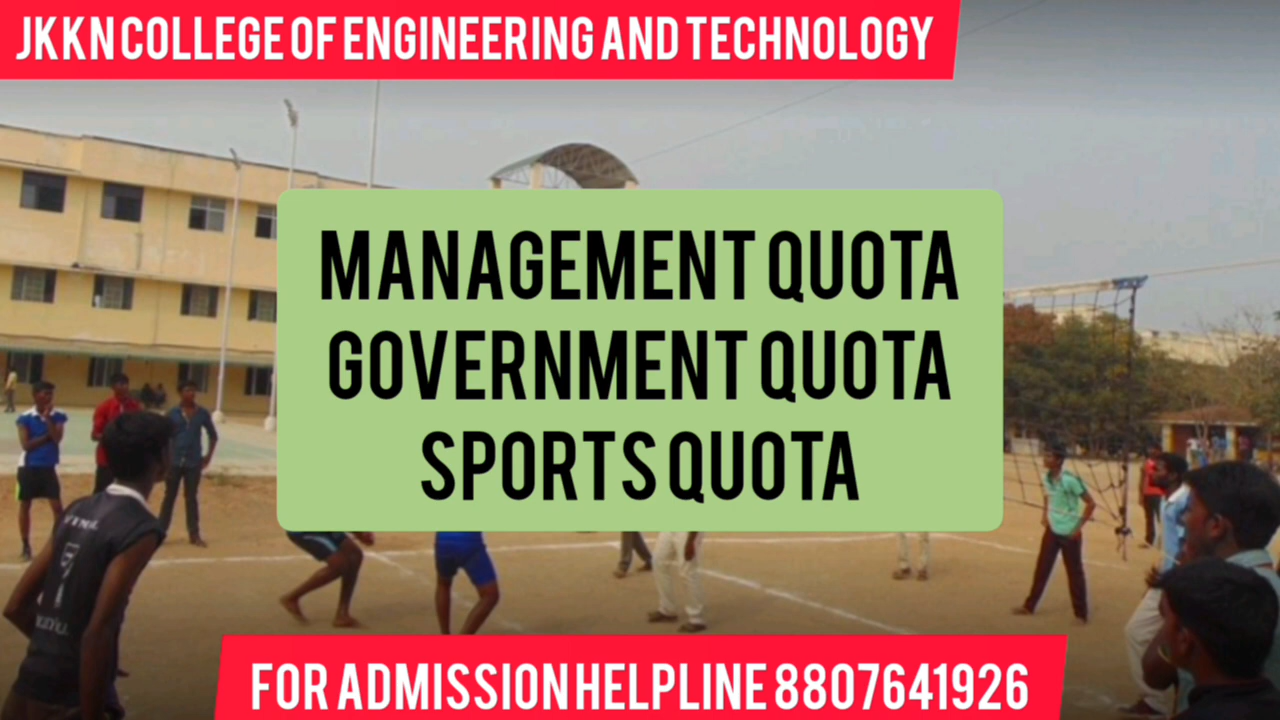 JKKN COLLEGE OF ENGINEERING AND TECHNOLOGY
MANAGEMENT QUOTA
GOVERNMENT QUOTA
SPORTS QUOTA
FOR ADMISSION HELPLINE 8807641926